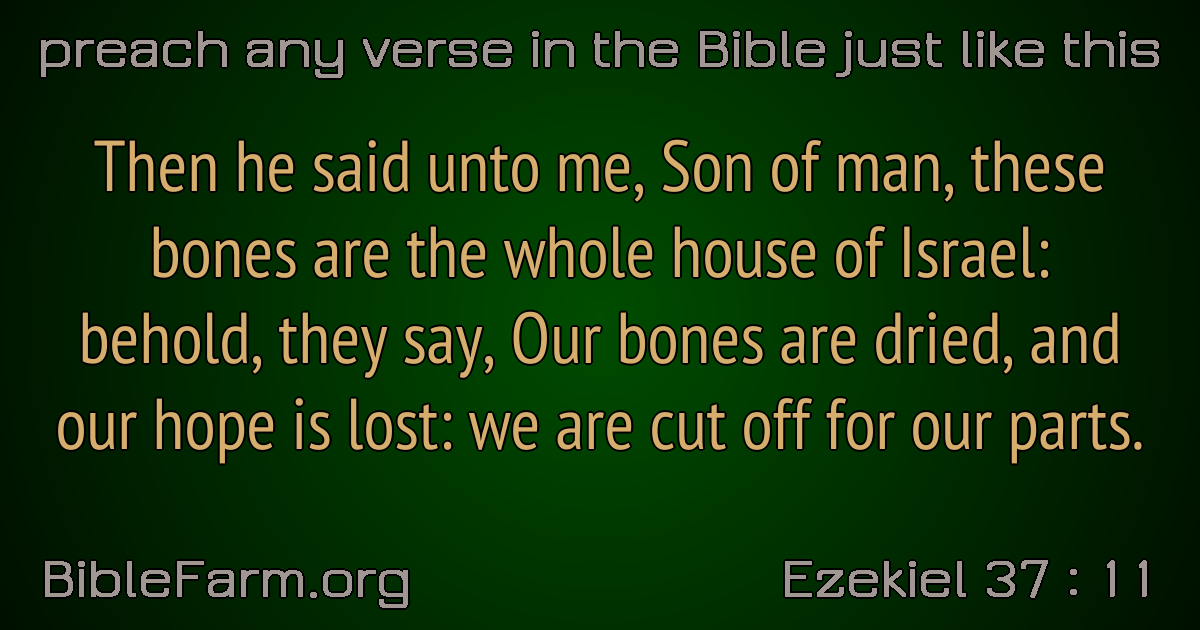 preach any verse in the Bible just like this
Then he said unto me, Son of man, these
bones are the whole house of Israel:
behold, they say, Our bones are dried, and
our hope is lost: we are cut off for our parts.
BibleFarm.org
Ezekiel 37 : 11